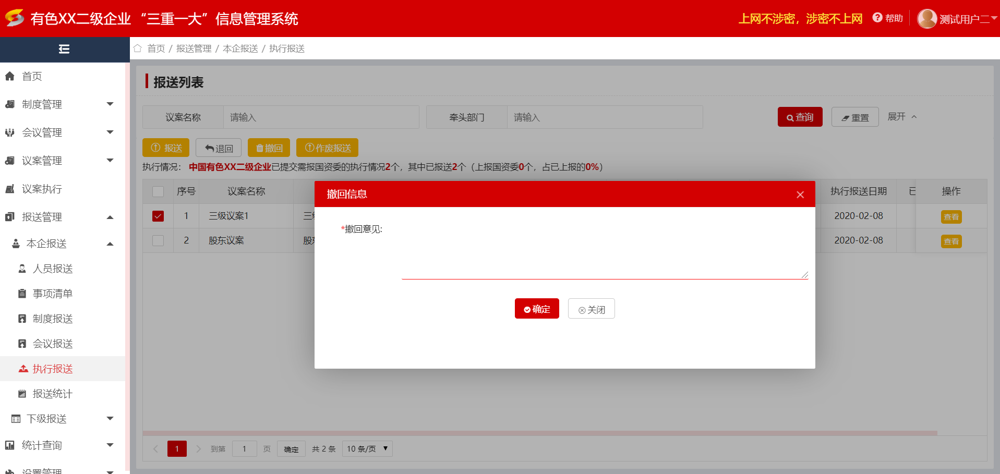 有色XX二级企业“三重一大”信息管理系统
上网不涉密，涉密不上网
帮助
测试用户二
首页 / 报送管理 / 本企报送 / 执行报送
首页
制度管理
会议管理
议案管理
议案执行
报送管理
本企报送
人员报送
事项清单
制度报送
会议报送
执行报送
报送统计
下级报送
统计查询
设置管理
报送列表
议案名称 请输入 牵头部门 请输入 查询 重置 展开
报送 退回 撤回 作废报送
执行情况： 中国有色XX二级企业已提交需报国资委的执行情况2个，其中已报送2个（上报国资委0个，占已上报的0%）
序号 议案名称 执行报送日期 已 操作
1 三级议案1 三 2020-02-08 查看
2 股东议案 股 2020-02-08 查看
撤回信息
*撤回意见:
确定 关闭
1 到第 1 页 确定 共 2 条 10 条/页